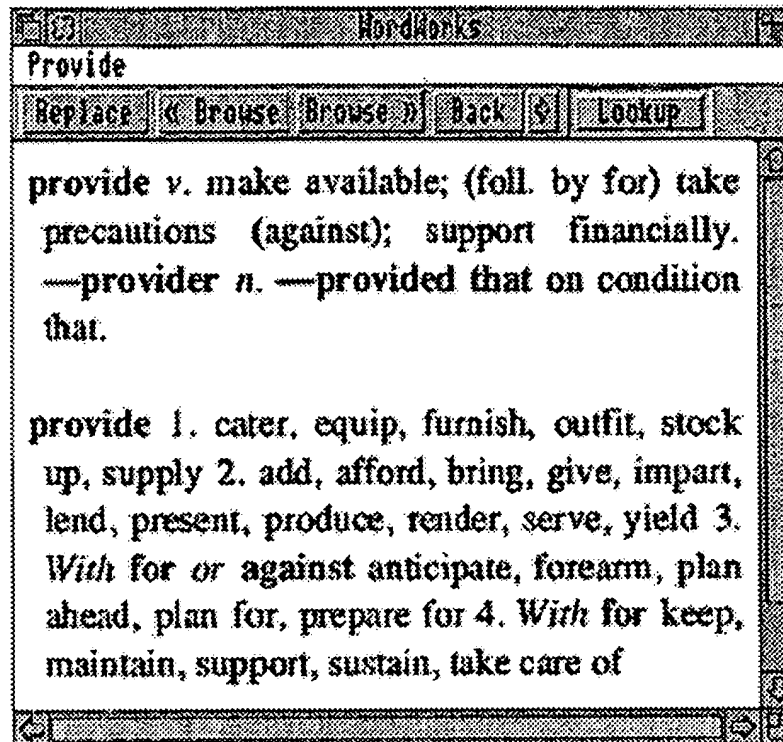 WordWorks
Provide
Replace « Browse Browse » Back Lookup
provide v. make available; (foll. by for) take
precautions (against); support financially.
—provider n. —provided that on condition
that.
provide 1. cater, equip, furnish, outfit, stock
up, supply 2. add, afford, bring, give, impart,
lend, present, produce, render, serve, yield 3.
With for or against anticipate, forearm, plan
ahead, plan for, prepare for 4. With for keep,
maintain, support, sustain, take care of